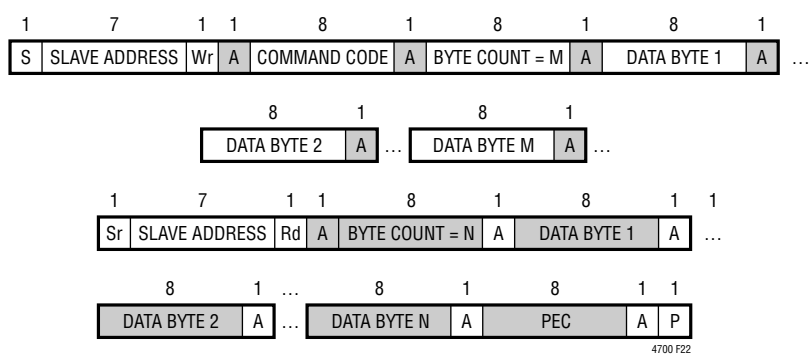 1 7 1 1 8 1 8 1 8 1
S SLAVE ADDRESS Wr A COMMAND CODE A BYTE COUNT = M A DATA BYTE 1 A …
8 1 8 1
DATA BYTE 2 A … DATA BYTE M A …
1 7 1 1 8 1 8 1 1
Sr SLAVE ADDRESS Rd A BYTE COUNT = N A DATA BYTE 1 A …
8 1 … 8 1 8 1 1
DATA BYTE 2 A … DATA BYTE N A PEC A P
4700 F22